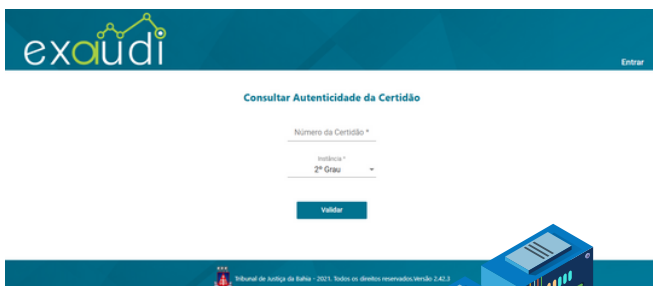 exaudi
Entrar
Consultar Autenticidade da Certidão
Número da Certidão *
Instância *
2º Grau
Validar
Tribunal de Justiça da Bahia - 2021. Todos os direitos reservados.Versão 2.42.3